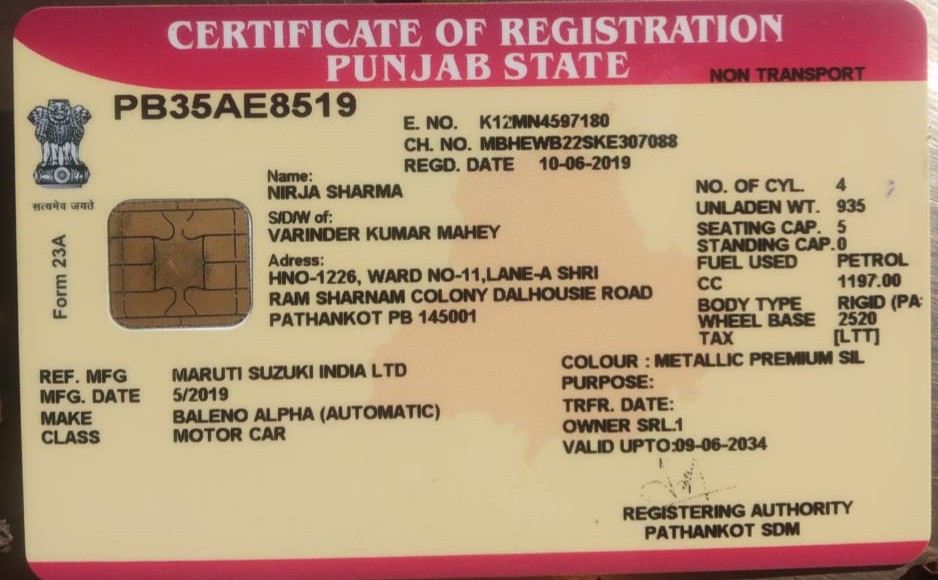 CERTIFICATE OF REGISTRATION
PUNJAB STATE
NON TRANSPORT
PB35AE8519
E. NO. K12MN4597180
CH. NO. MBHEWB22SKE307088
REGD. DATE 10-06-2019
सत्यमेव जयते
Form 23A
Name:
NIRJA SHARMA
S/D/W of:
VARINDER KUMAR MAHEY
Adress:
HNO-1226, WARD NO-11,LANE-A SHRI
RAM SHARNAM COLONY DALHOUSIE ROAD
PATHANKOT PB 145001
NO. OF CYL. 4
UNLADEN WT. 935
SEATING CAP. 5
STANDING CAP.0
FUEL USED PETROL
CC 1197.00
BODY TYPE RIGID (PA
WHEEL BASE 2520
TAX [LTT]
REF. MFG MARUTI SUZUKI INDIA LTD
MFG. DATE 5/2019
MAKE BALENO ALPHA (AUTOMATIC)
CLASS MOTOR CAR
COLOUR : METALLIC PREMIUM SIL
PURPOSE:
TRFR. DATE:
OWNER SRL.1
VALID UPTO:09-06-2034
REGISTERING AUTHORITY
PATHANKOT SDM